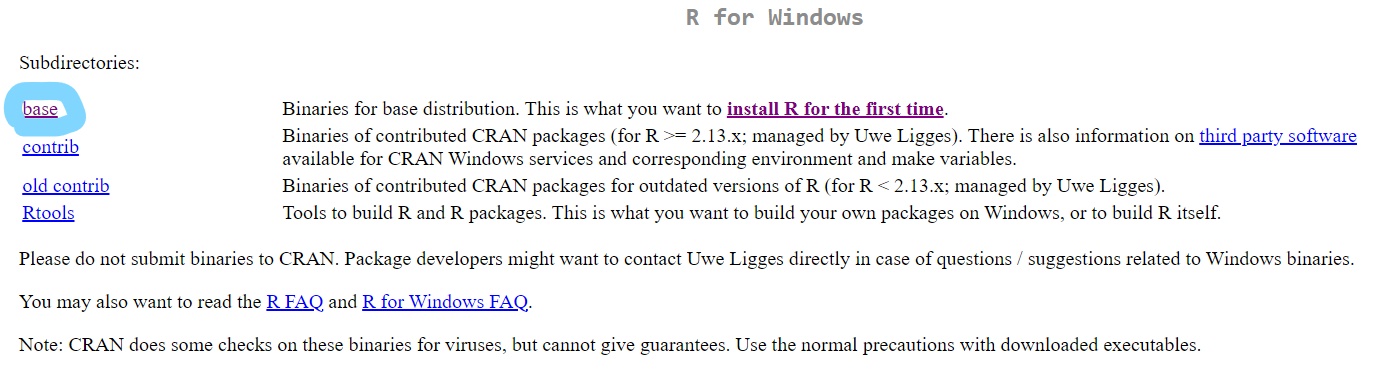 R for Windows
Subdirectories:
base Binaries for base distribution. This is what you want to install R for the first time.
contrib Binaries of contributed CRAN packages (for R >= 2.13.x; managed by Uwe Ligges). There is also information on third party software
available for CRAN Windows services and corresponding environment and make variables.
old contrib Binaries of contributed CRAN packages for outdated versions of R (for R < 2.13.x; managed by Uwe Ligges).
Rtools Tools to build R and R packages. This is what you want to build your own packages on Windows, or to build R itself.
Please do not submit binaries to CRAN. Package developers might want to contact Uwe Ligges directly in case of questions / suggestions related to Windows binaries.
You may also want to read the R FAQ and R for Windows FAQ.
Note: CRAN does some checks on these binaries for viruses, but cannot give guarantees. Use the normal precautions with downloaded executables.